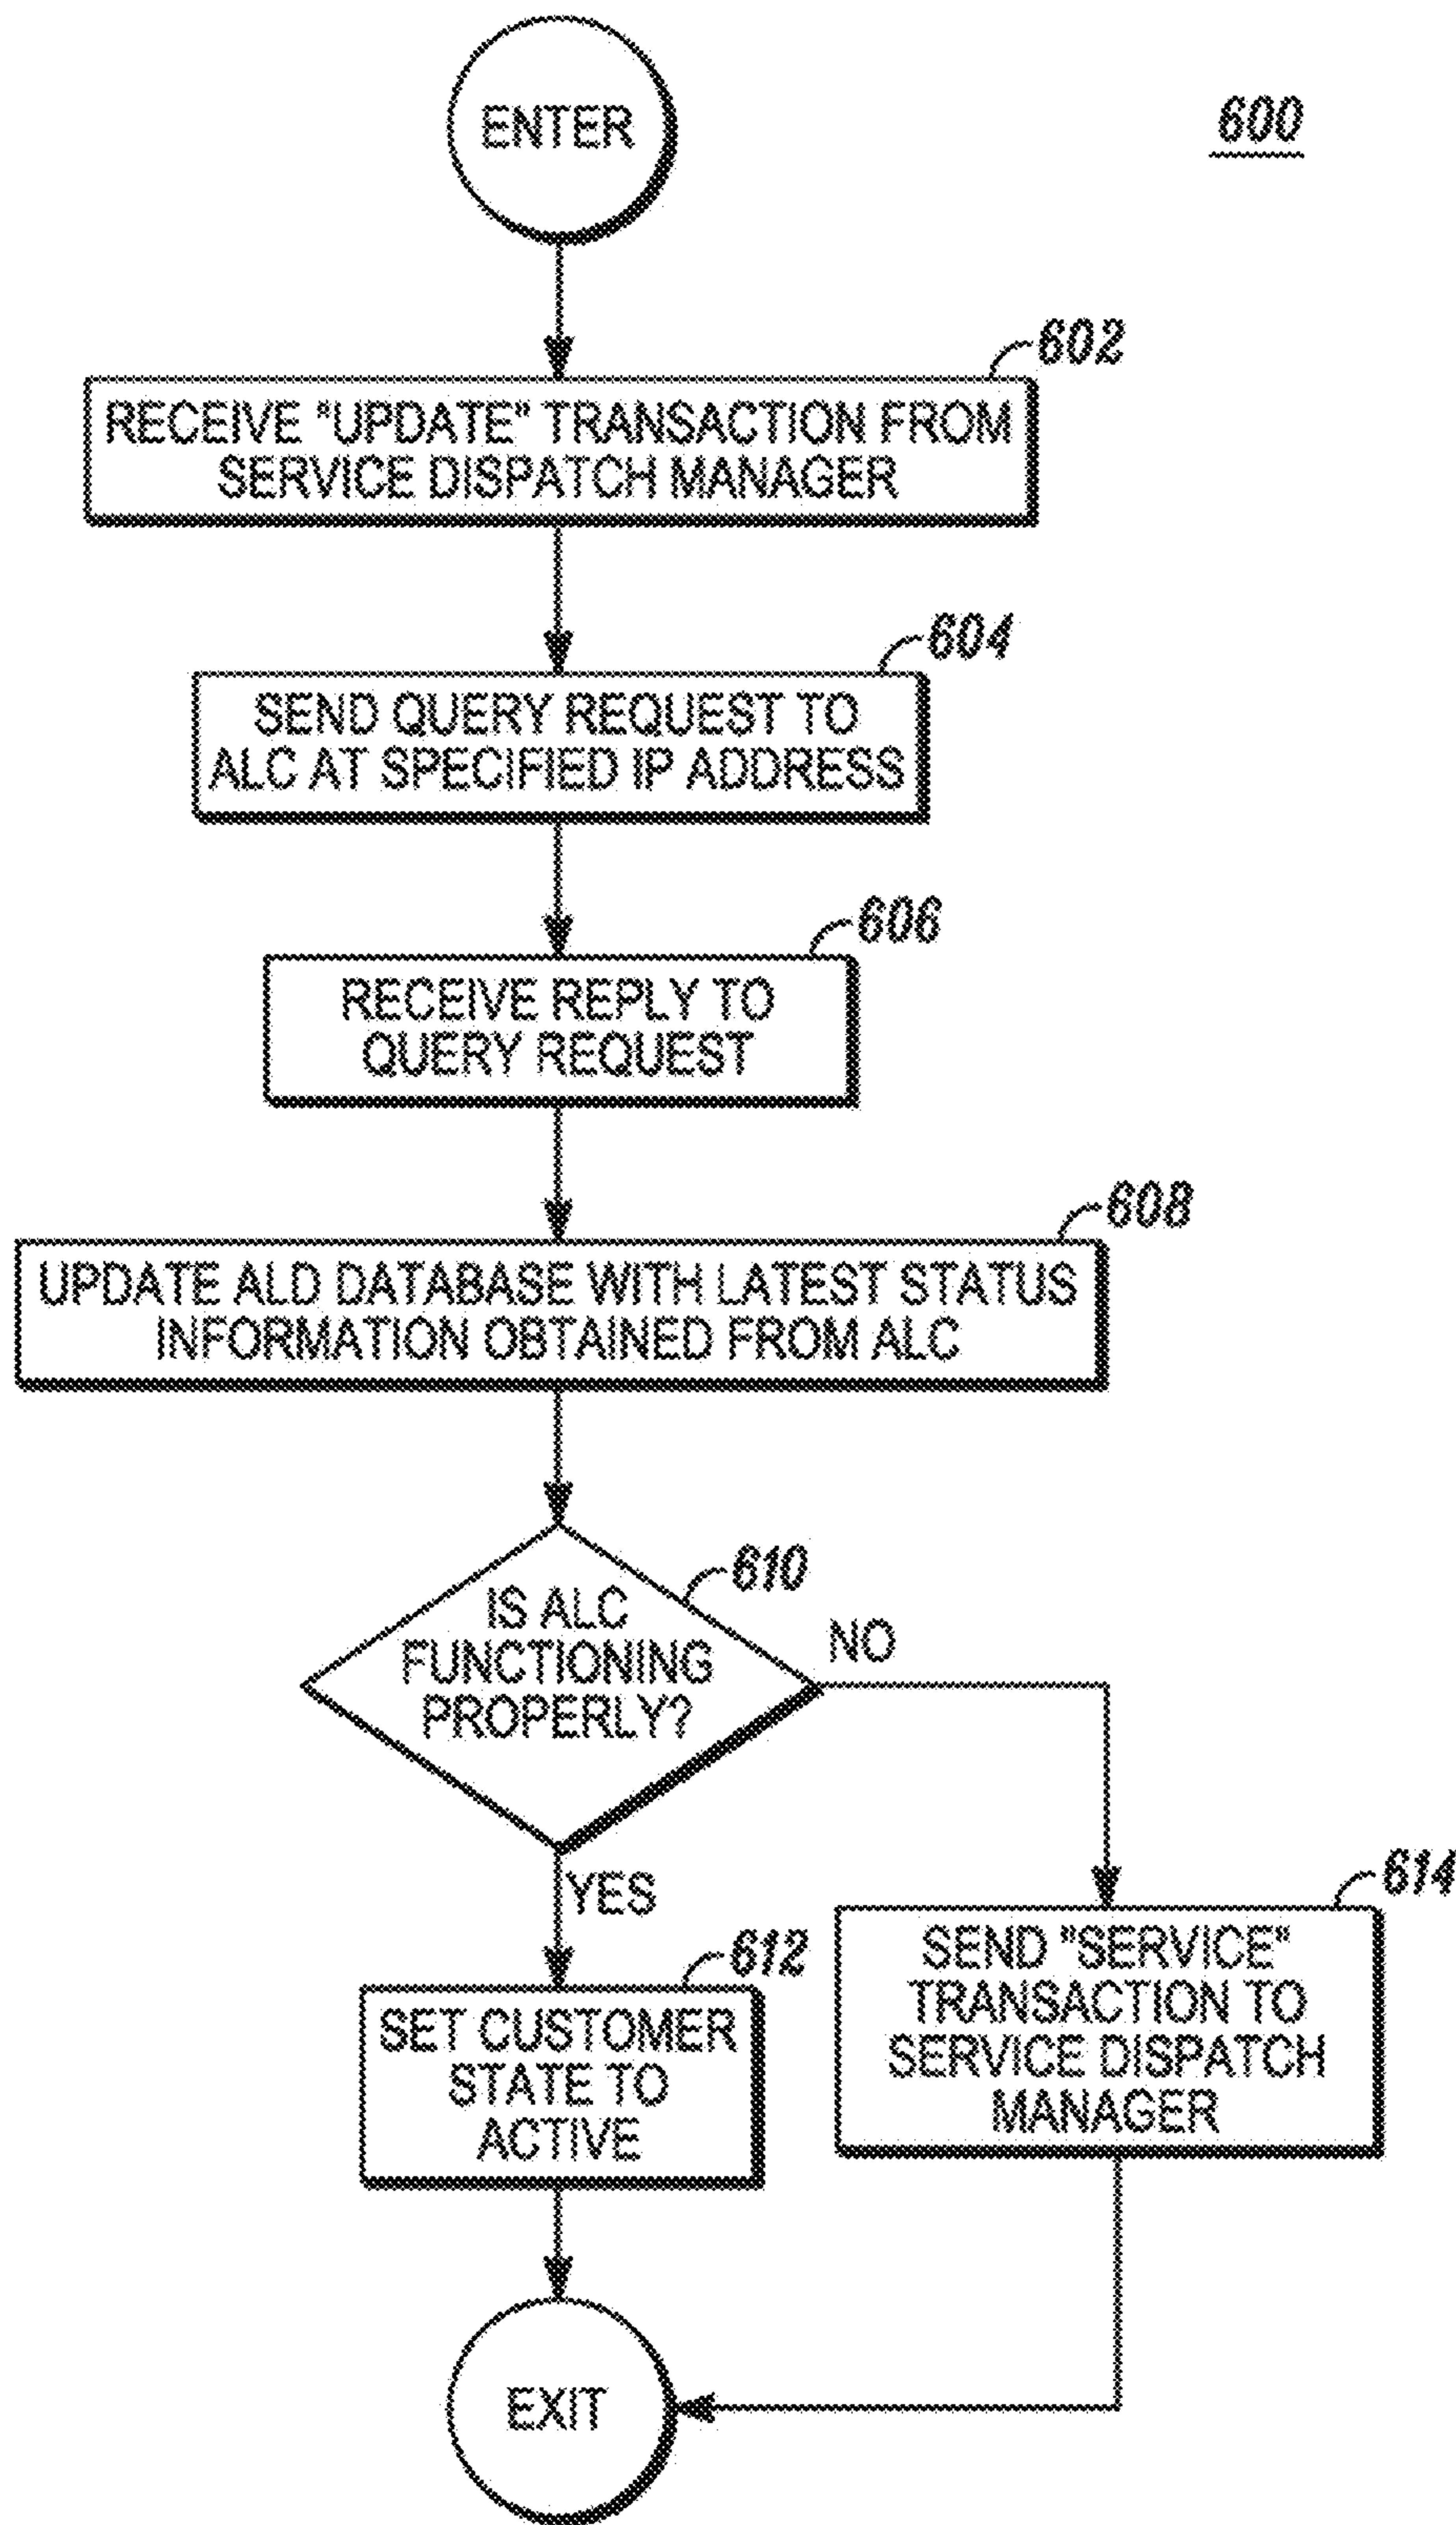 ENTER
600
602
RECEIVE "UPDATE" TRANSACTION FROM
SERVICE DISPATCH MANAGER
604
SEND QUERY REQUEST TO
ALC AT SPECIFIED IP ADDRESS
606
RECEIVE REPLY TO
QUERY REQUEST
608
UPDATE ALD DATABASE WITH LATEST STATUS
INFORMATION OBTAINED FROM ALC
610
IS ALC
FUNCTIONING
PROPERLY?
NO
YES
612
SET CUSTOMER
STATE TO
ACTIVE
614
SEND "SERVICE"
TRANSACTION TO
SERVICE DISPATCH
MANAGER
EXIT